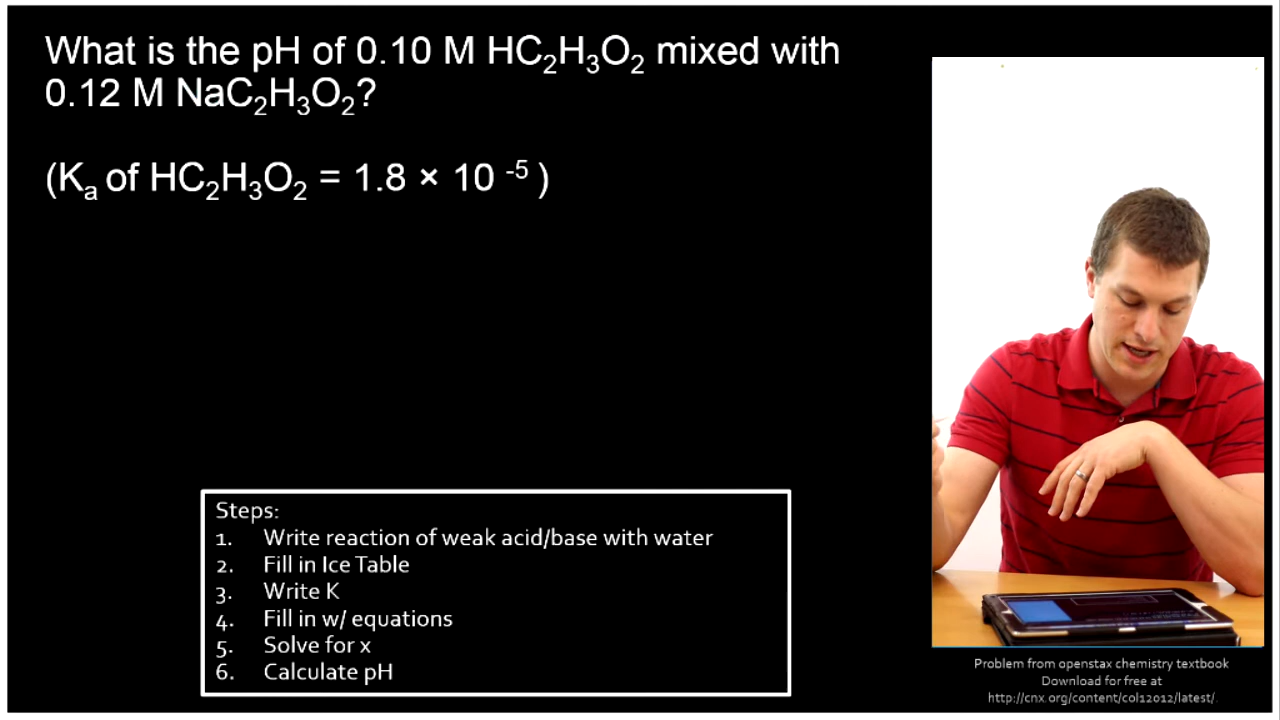 What is the pH of 0.10 M HC₂H₃O₂ mixed with
0.12 M NaC₂H₃O₂?
(Kₐ of HC₂H₃O₂ = 1.8 × 10 ⁻⁵ )
Steps:
1. Write reaction of weak acid/base with water
2. Fill in Ice Table
3. Write K
4. Fill in w/ equations
5. Solve for x
6. Calculate pH
Problem from openstax chemistry textbook
Download for free at
http://cnx.org/content/col12012/latest/.